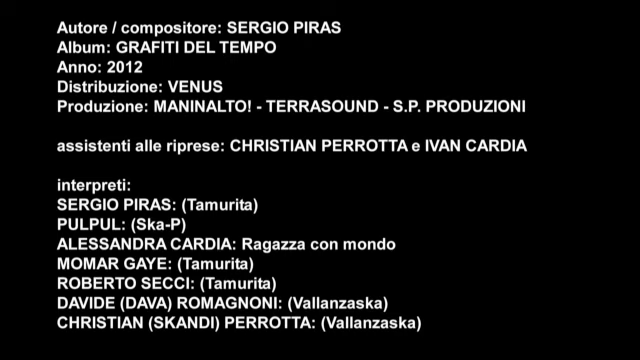 Autore / compositore: SERGIO PIRAS
Album: GRAFITI DEL TEMPO
Anno: 2012
Distribuzione: VENUS
Produzione: MANINALTO! - TERRASOUND - S.P. PRODUZIONI
assistenti alle riprese: CHRISTIAN PERROTTA e IVAN CARDIA
interpreti:
SERGIO PIRAS: (Tamurita)
PULPUL: (Ska-P)
ALESSANDRA CARDIA: Ragazza con mondo
MOMAR GAYE: (Tamurita)
ROBERTO SECCI: (Tamurita)
DAVIDE (DAVA) ROMAGNONI: (Vallanzaska)
CHRISTIAN (SKANDI) PERROTTA: (Vallanzaska)